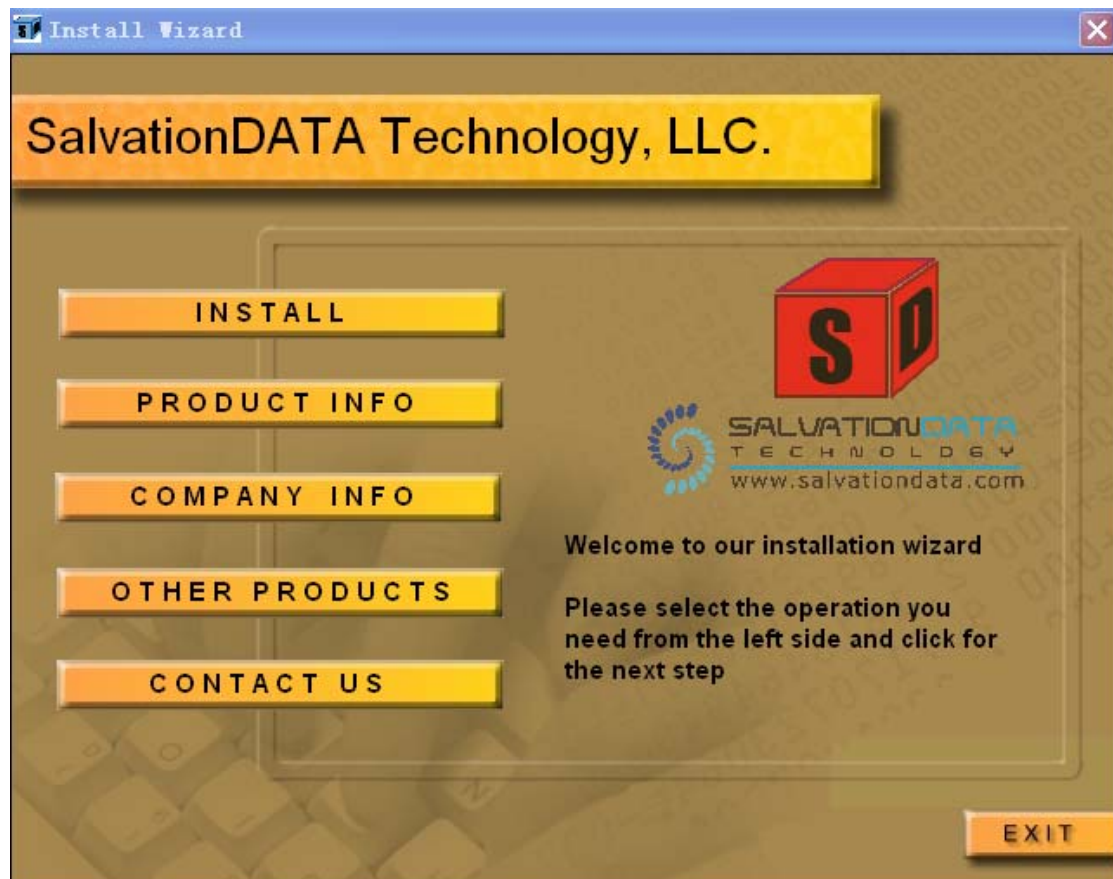 Install Wizard
SalvationDATA Technology, LLC.
INSTALL
PRODUCT INFO
COMPANY INFO
OTHER PRODUCTS
CONTACT US
S D
SALVATIONDATA
TECHNOLOGY
www.salvationdata.com
Welcome to our installation wizard
Please select the operation you
need from the left side and click for
the next step
EXIT